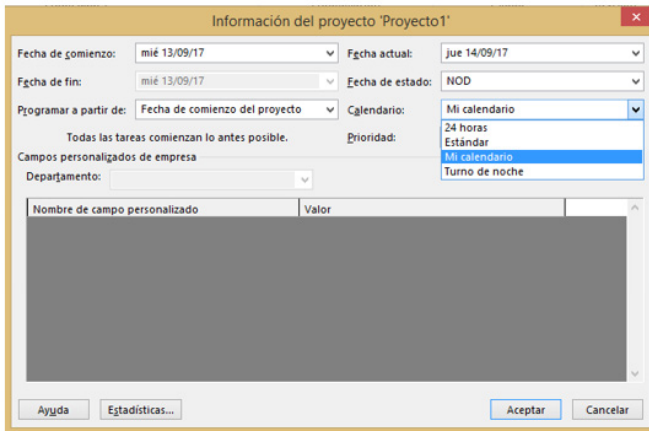 Información del proyecto 'Proyecto1'
Fecha de comienzo: mié 13/09/17 Fecha actual: jue 14/09/17
Fecha de fin: mié 13/09/17 Fecha de estado: NOD
Programar a partir de: Fecha de comienzo del proyecto Calendario: Mi calendario
Todas las tareas comienzan lo antes posible. Prioridad:
24 horas
Estándar
Mi calendario
Turno de noche
Campos personalizados de empresa
Departamento:
Nombre de campo personalizado Valor
Ayuda Estadísticas... Aceptar Cancelar